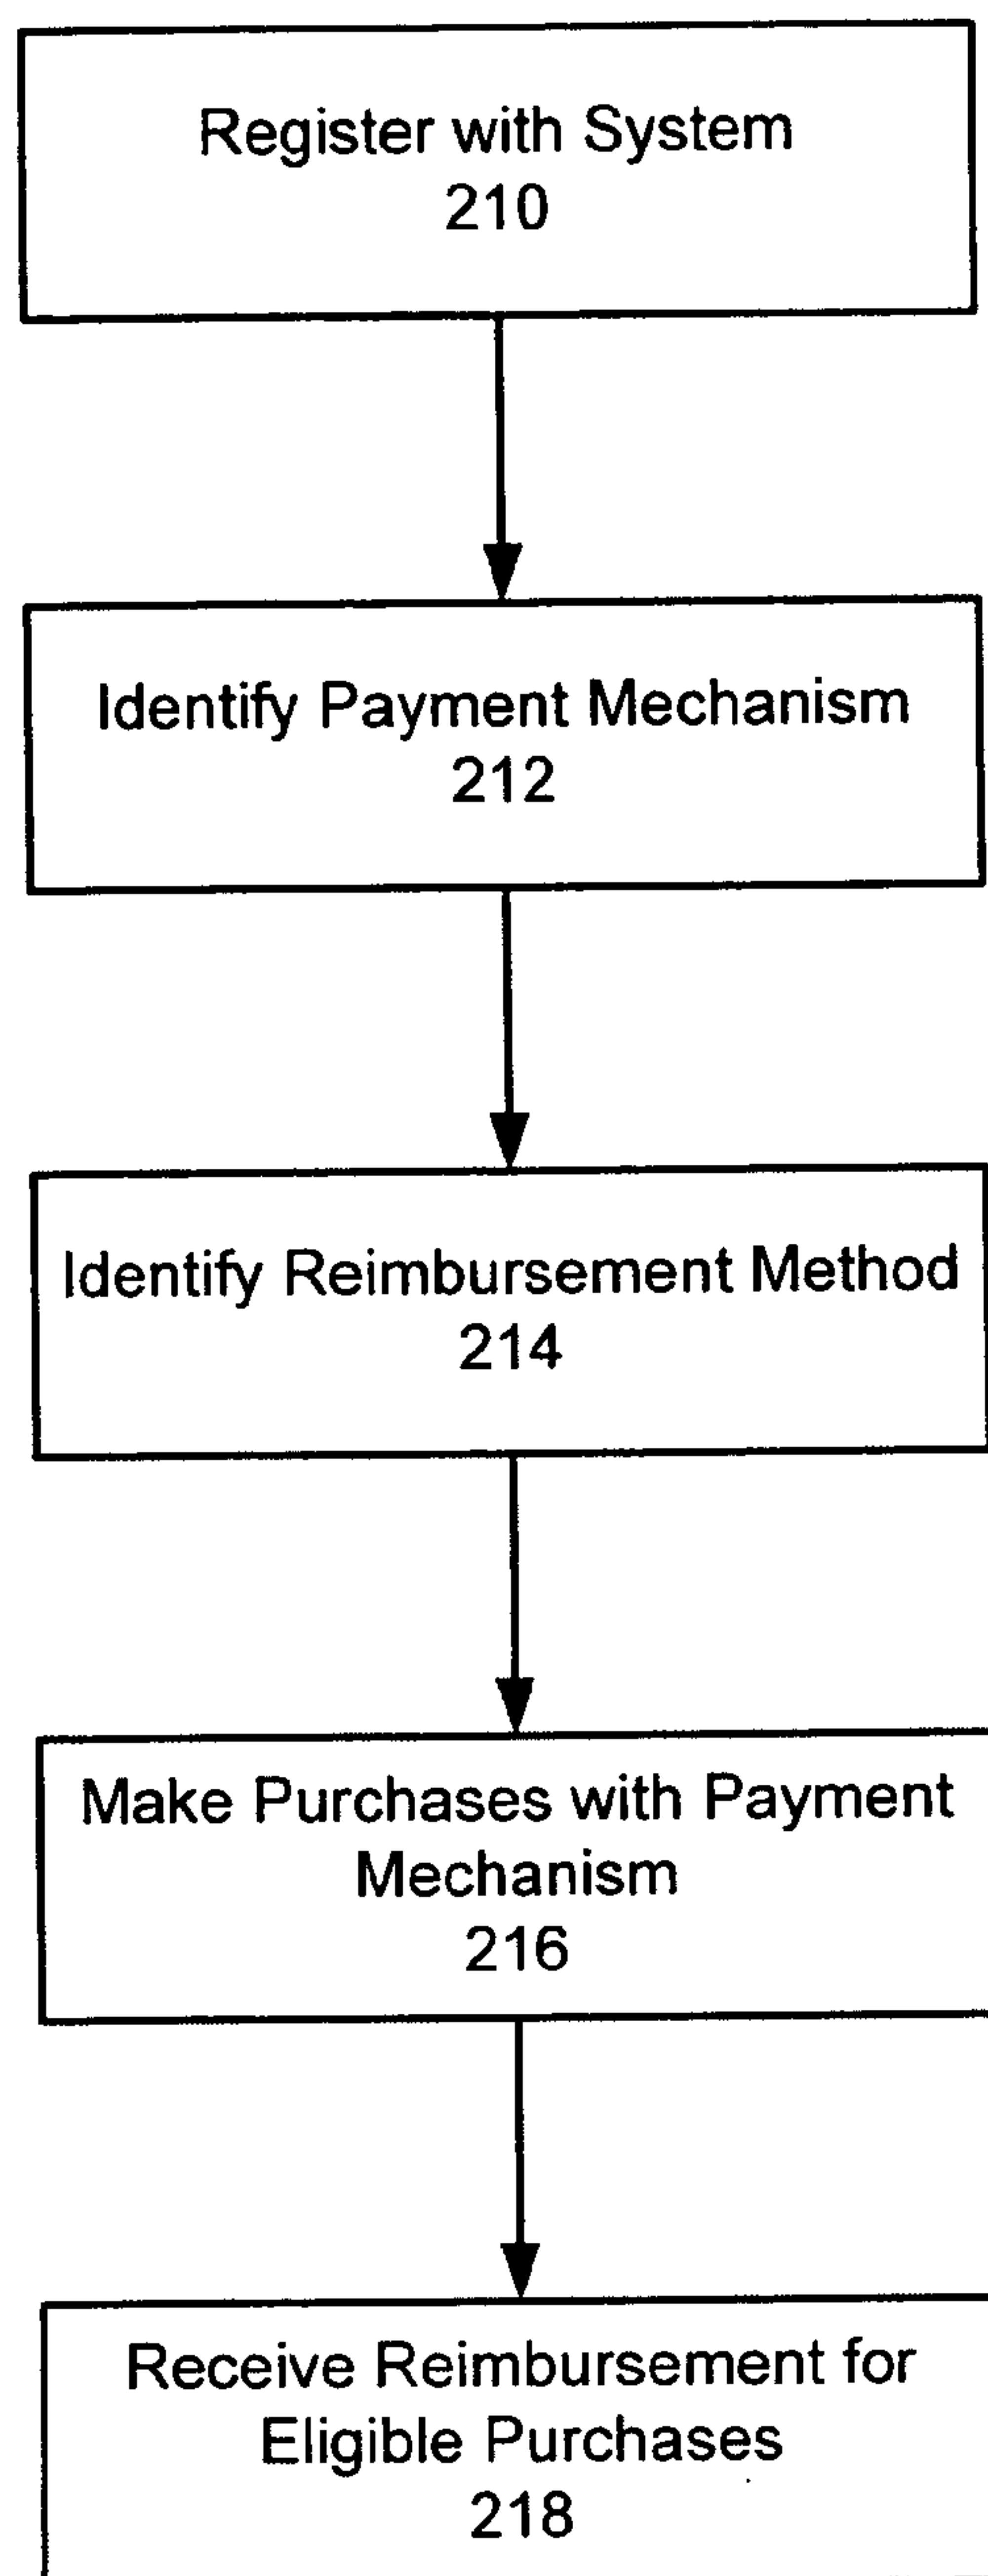 Register with System
210
Identify Payment Mechanism
212
Identify Reimbursement Method
214
Make Purchases with Payment
Mechanism
216
Receive Reimbursement for
Eligible Purchases
218